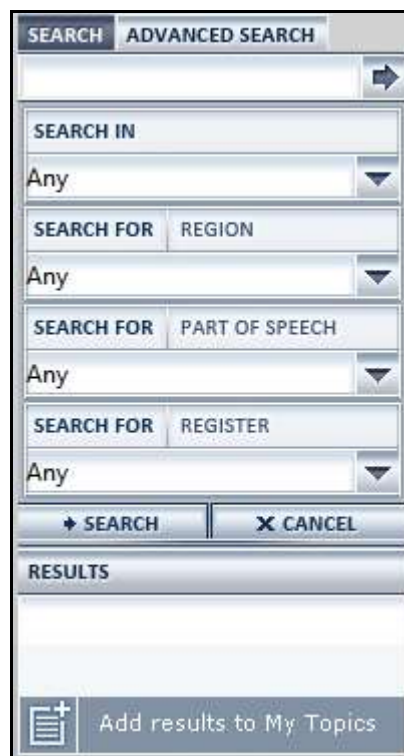 SEARCH ADVANCED SEARCH
SEARCH IN
Any
SEARCH FOR REGION
Any
SEARCH FOR PART OF SPEECH
Any
SEARCH FOR REGISTER
Any
SEARCH X CANCEL
RESULTS
Add results to My Topics